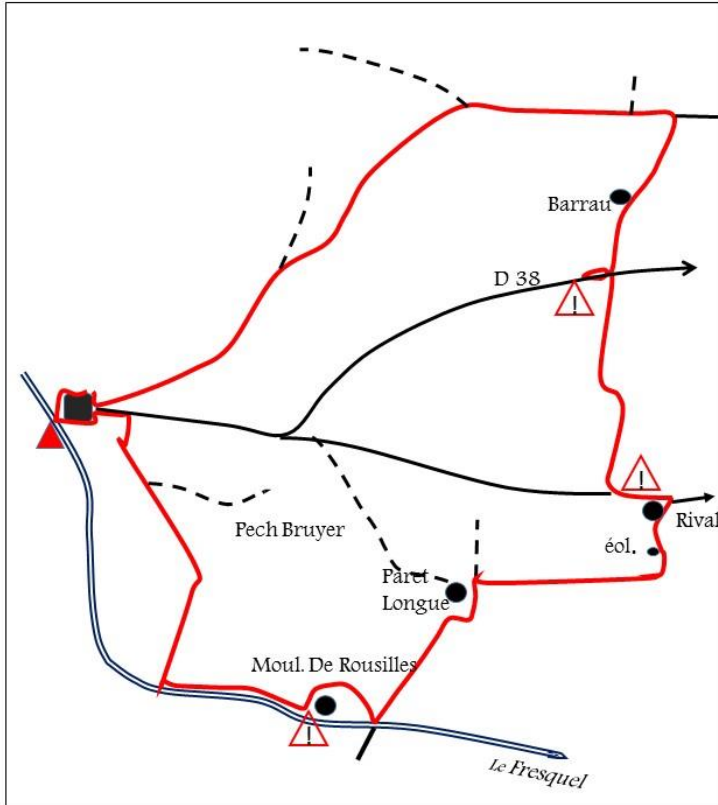 Barrau
D 38
!
!
Rival
Pech Bruyer
éol.
Paret
Longue
Moul. De Rousilles
!
Le Fresquel